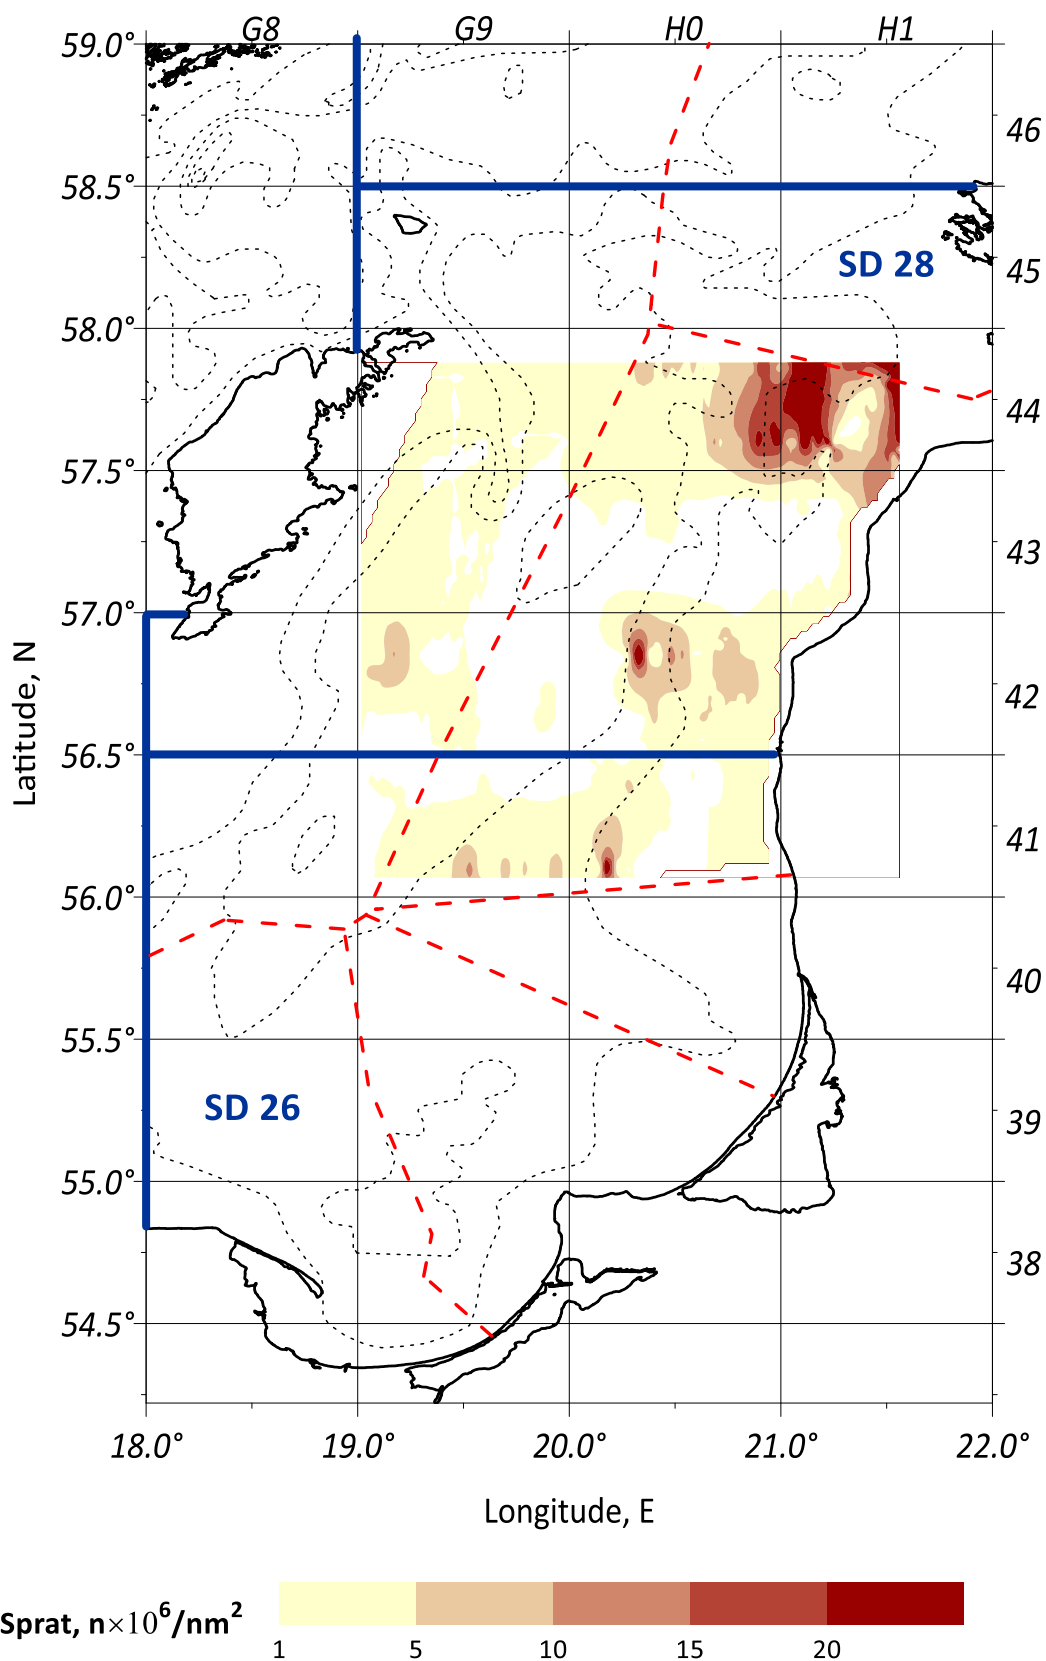 G8 G9 H0 H1
59.0°
46
58.5°
SD 28
45
58.0°
44
57.5°
43
57.0°
42
56.5°
41
56.0°
40
55.5°
SD 26
39
55.0°
38
54.5°
Latitude, N
18.0° 19.0° 20.0° 21.0° 22.0°
Longitude, E
Sprat, n×10⁶/nm²
1 5 10 15 20